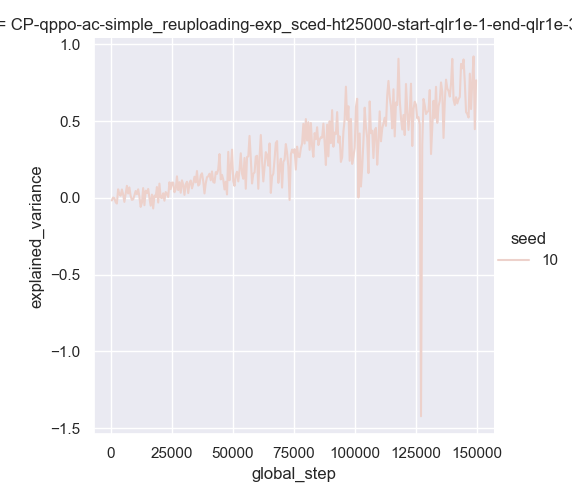 = CP-qppo-ac-simple_reuploading-exp_sced-ht25000-start-qlr1e-1-end-qlr1e-3
1.0
0.5
0.0
−0.5
−1.0
−1.5
explained_variance
0 25000 50000 75000 100000 125000 150000
global_step
seed
10